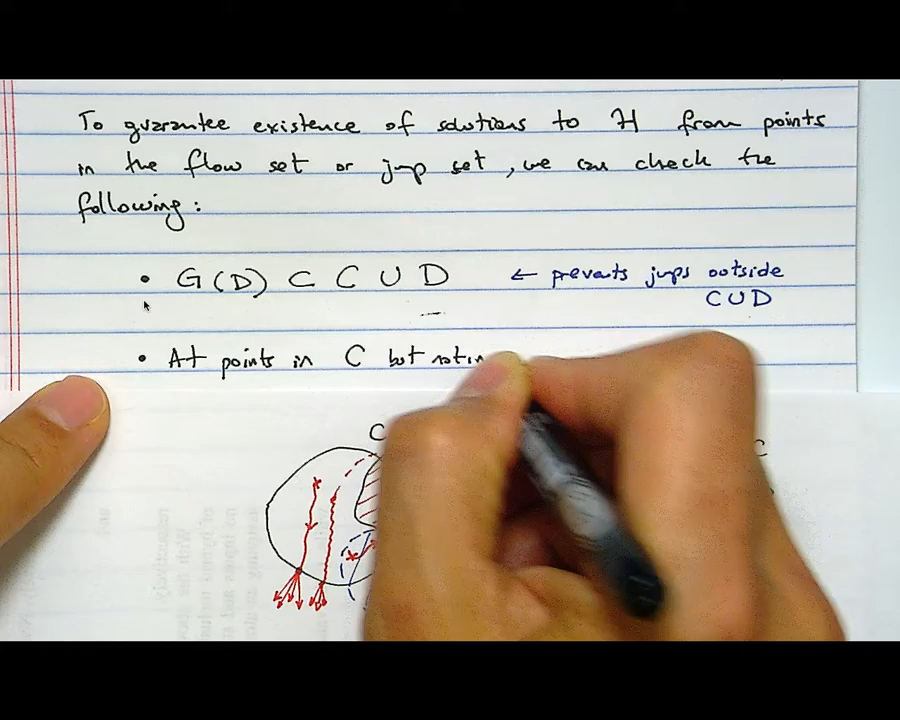 To guarantee existence of solutions to H from points
in the flow set or jump set, we can check the
following:
• G(D) ⊂ C ∪ D ← prevents jumps outside
C ∪ D
• At points in C but not in
C
C